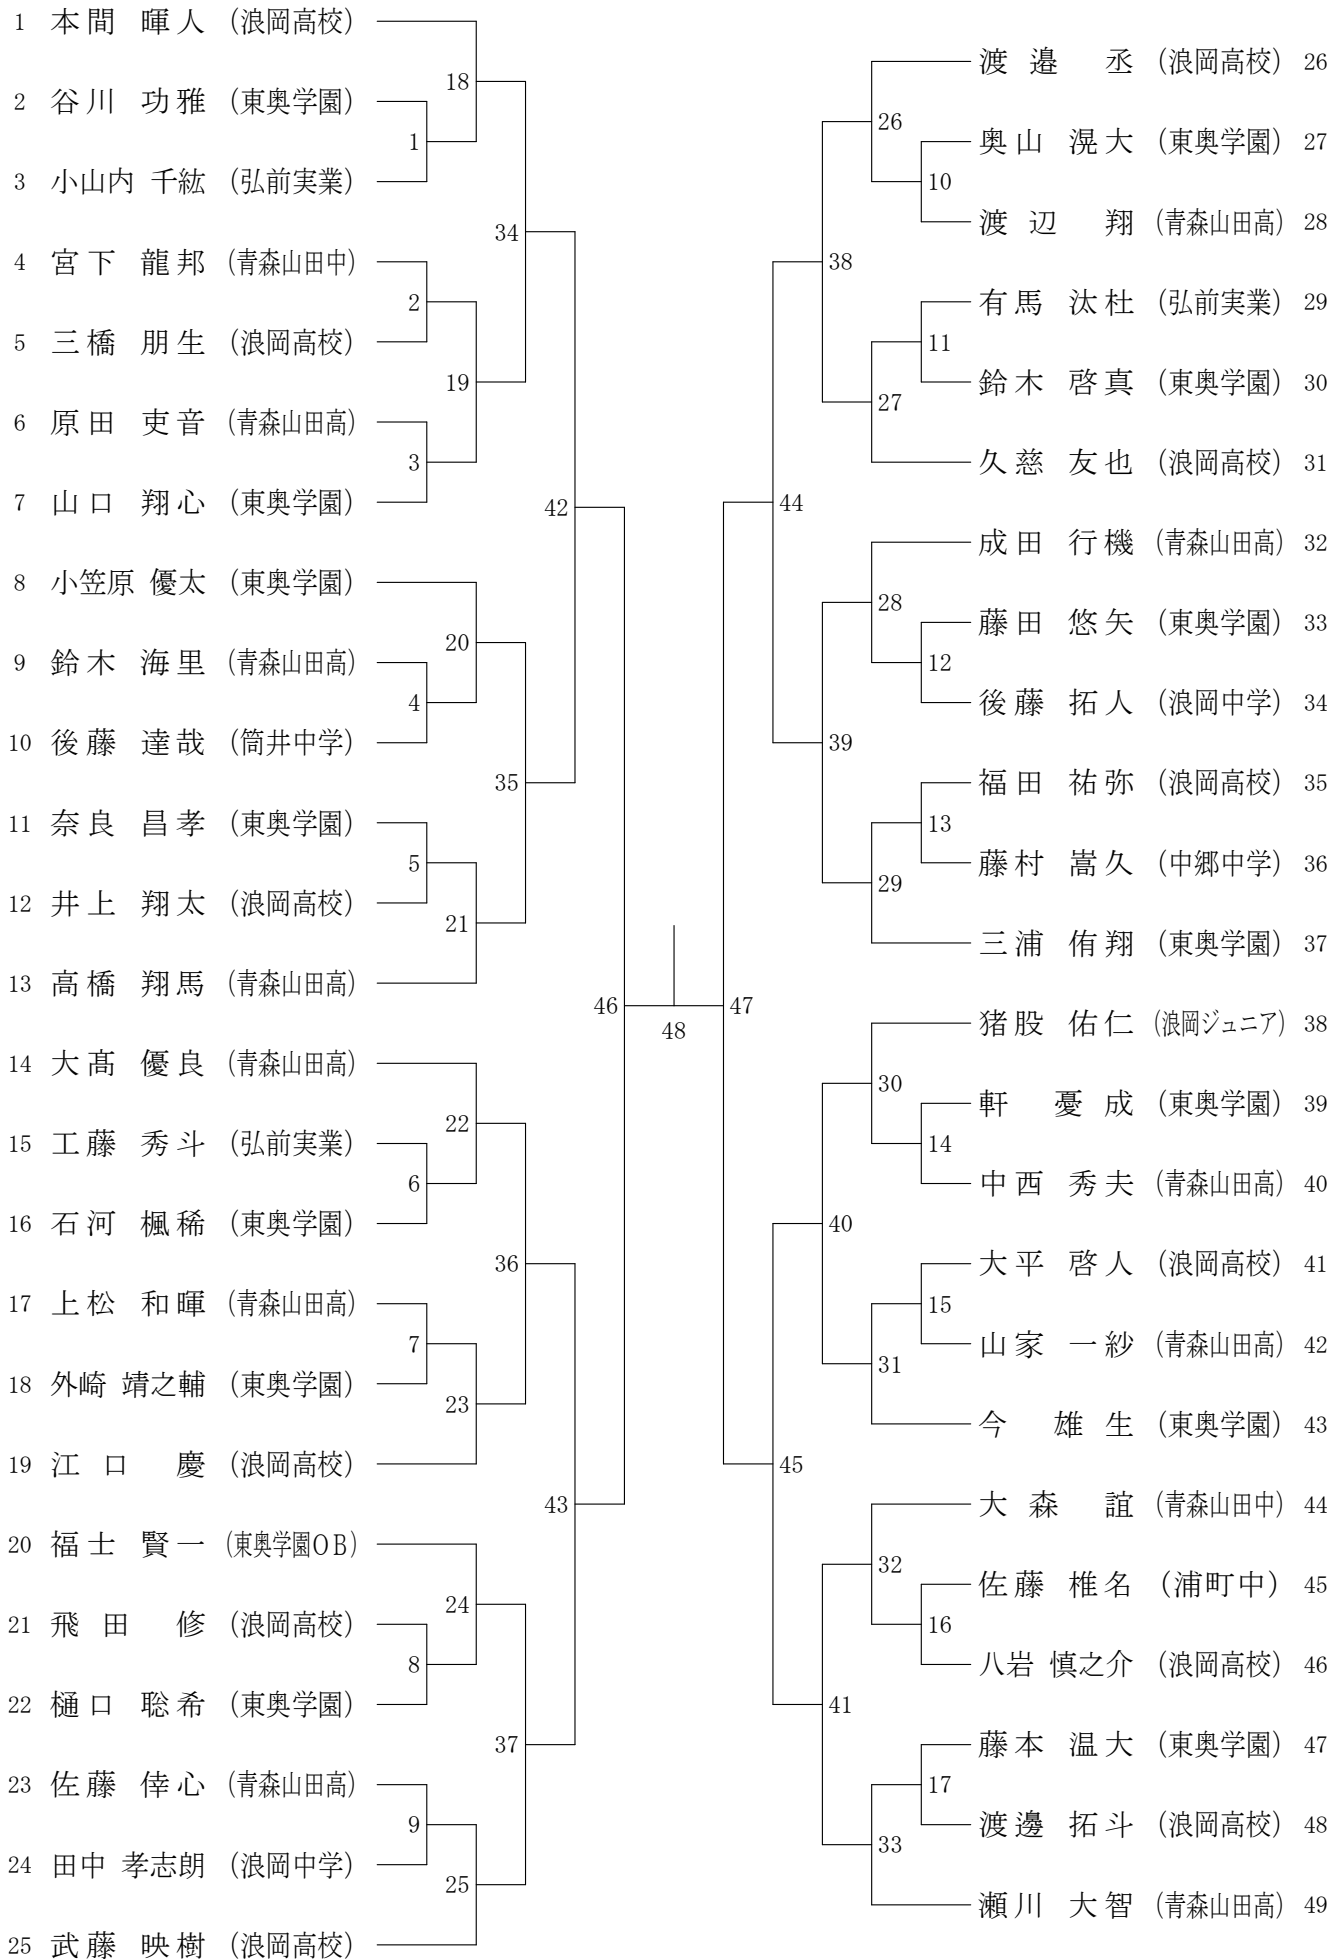 1 本間 暉人 (浪岡高校)
2 谷川 功雅 (東奥学園)
3 小山内 千紘 (弘前実業)
4 宮下 龍邦 (青森山田中)
5 三橋 朋生 (浪岡高校)
6 原田 吏音 (青森山田高)
7 山口 翔心 (東奥学園)
8 小笠原 優太 (東奥学園)
9 鈴木 海里 (青森山田高)
10 後藤 達哉 (筒井中学)
11 奈良 昌孝 (東奥学園)
12 井上 翔太 (浪岡高校)
13 高橋 翔馬 (青森山田高)
14 大髙 優良 (青森山田高)
15 工藤 秀斗 (弘前実業)
16 石河 楓稀 (東奥学園)
17 上松 和暉 (青森山田高)
18 外崎 靖之輔 (東奥学園)
19 江口 慶 (浪岡高校)
20 福士 賢一 (東奥学園OB)
21 飛田 修 (浪岡高校)
22 樋口 聡希 (東奥学園)
23 佐藤 倖心 (青森山田高)
24 田中 孝志朗 (浪岡中学)
25 武藤 映樹 (浪岡高校)
1
2
3
4
5
6
7
8
9
18
19
20
21
22
23
24
25
34
35
36
37
42
43
46
48
47
44
45
38
39
40
41
26
27
28
29
30
31
32
33
10
11
12
13
14
15
16
17
渡邉 丞 (浪岡高校) 26
奥山 滉大 (東奥学園) 27
渡辺 翔 (青森山田高) 28
有馬 汰杜 (弘前実業) 29
鈴木 啓真 (東奥学園) 30
久慈 友也 (浪岡高校) 31
成田 行機 (青森山田高) 32
藤田 悠矢 (東奥学園) 33
後藤 拓人 (浪岡中学) 34
福田 祐弥 (浪岡高校) 35
藤村 嵩久 (中郷中学) 36
三浦 侑翔 (東奥学園) 37
猪股 佑仁 (浪岡ジュニア) 38
軒 憂成 (東奥学園) 39
中西 秀夫 (青森山田高) 40
大平 啓人 (浪岡高校) 41
山家 一紗 (青森山田高) 42
今 雄生 (東奥学園) 43
大森 誼 (青森山田中) 44
佐藤 椎名 (浦町中) 45
八岩 慎之介 (浪岡高校) 46
藤本 温大 (東奥学園) 47
渡邊 拓斗 (浪岡高校) 48
瀬川 大智 (青森山田高) 49